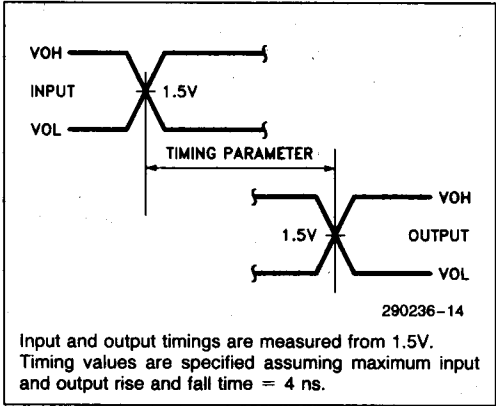 VOH
INPUT
1.5V
VOL
TIMING PARAMETER
VOH
1.5V
OUTPUT
VOL
290236-14
Input and output timings are measured from 1.5V.
Timing values are specified assuming maximum input
and output rise and fall time = 4 ns.